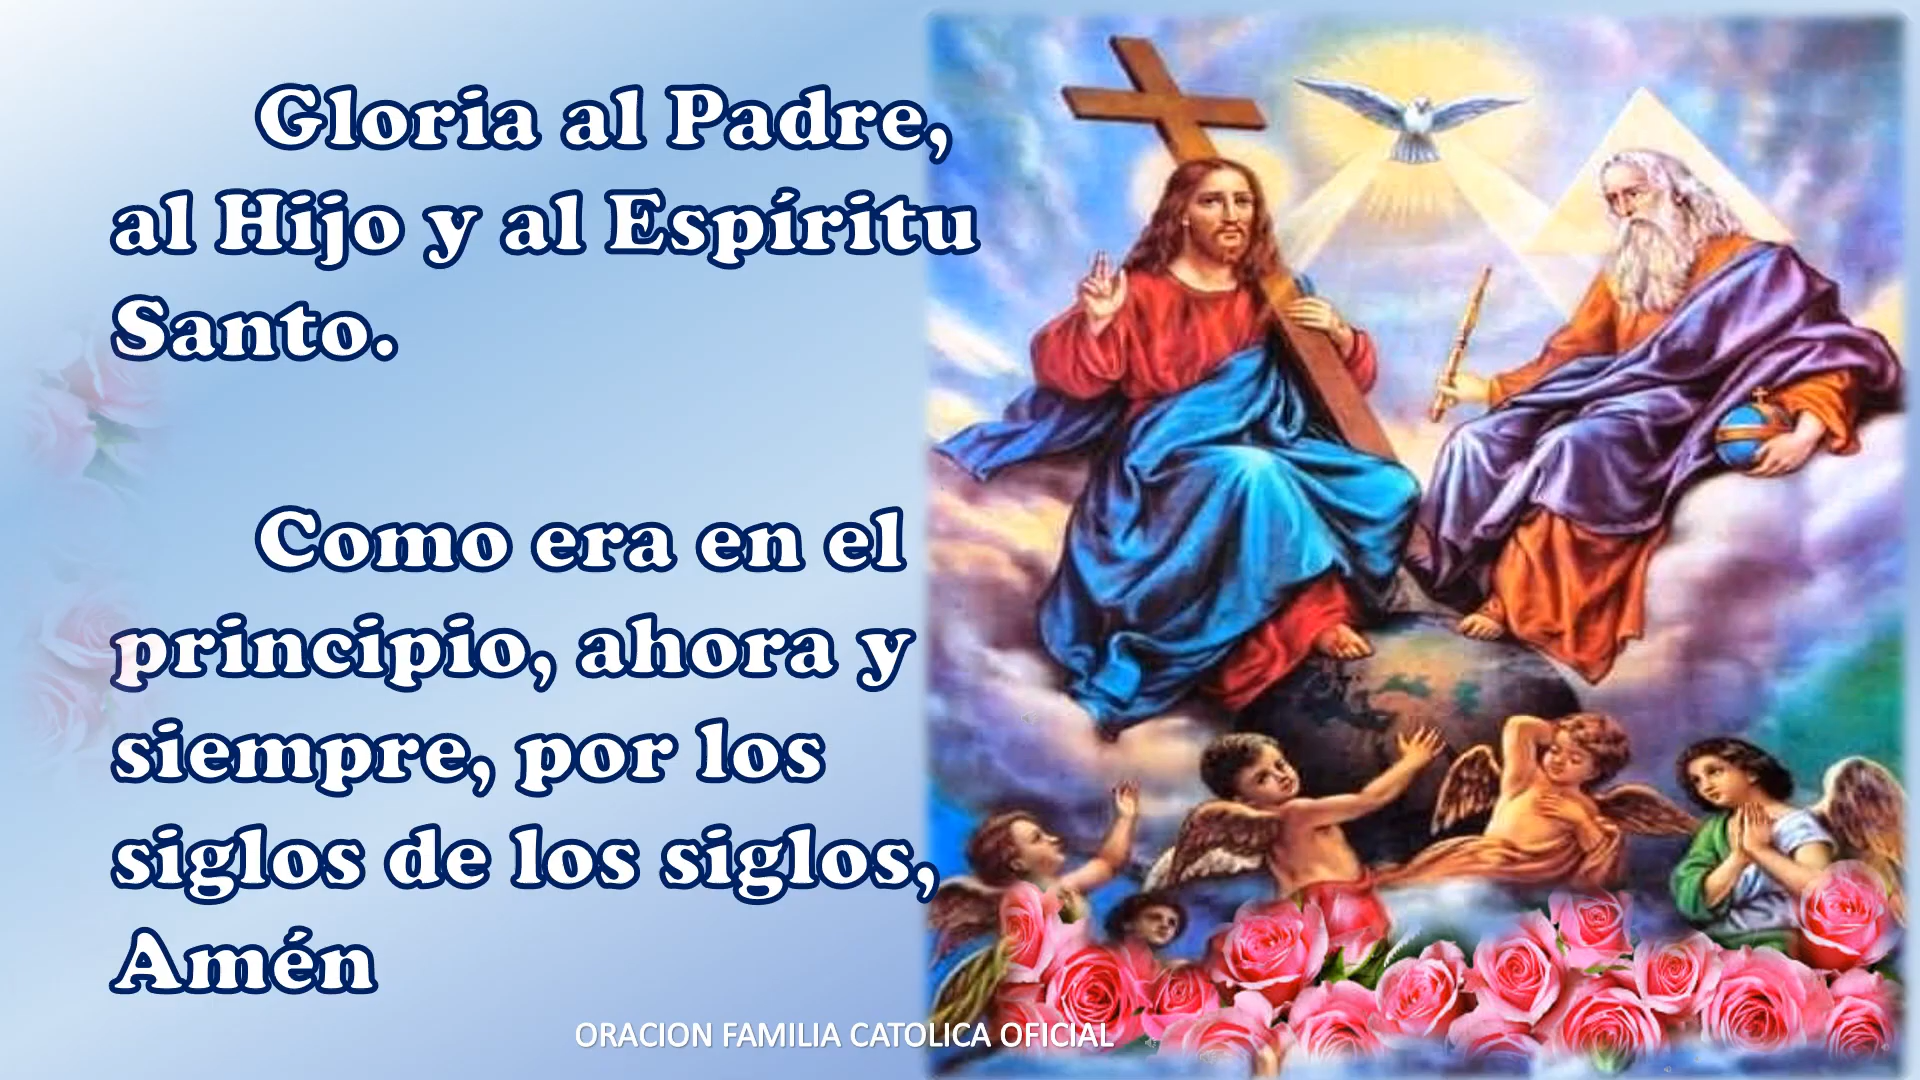 Gloria al Padre,
al Hijo y al Espíritu
Santo.
Como era en el
principio, ahora y
siempre, por los
siglos de los siglos,
Amén
ORACION FAMILIA CATOLICA OFICIAL